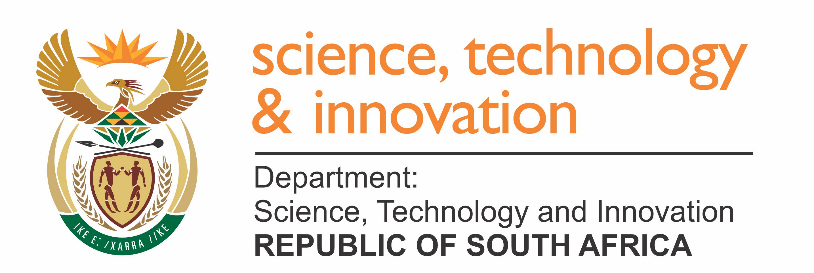 science, technology
& innovation
Department:
Science, Technology and Innovation
REPUBLIC OF SOUTH AFRICA
!KE E: /XARRA //KE